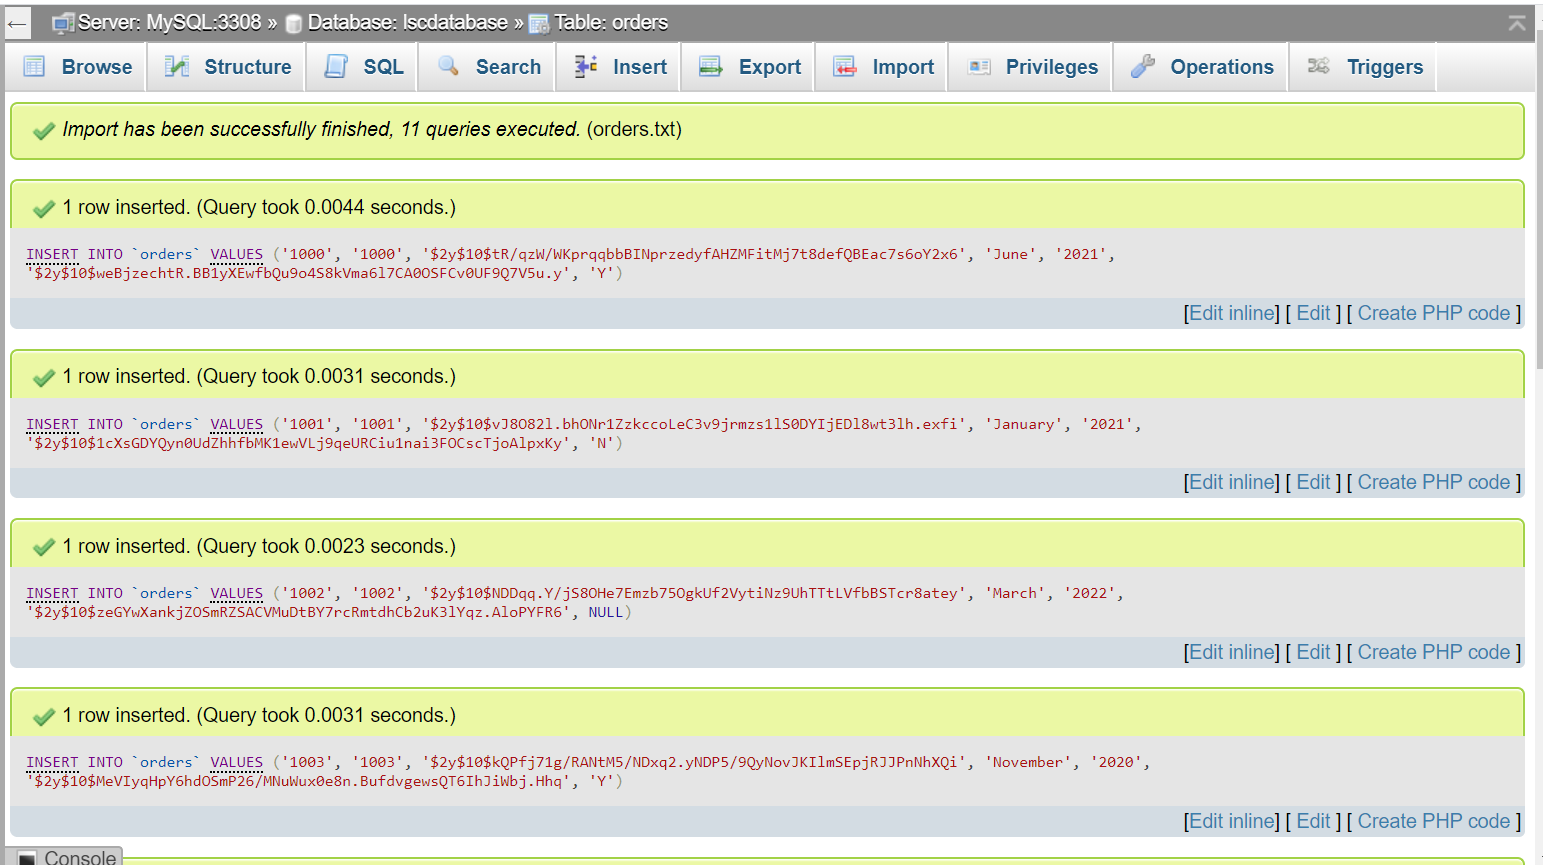 Server: MySQL:3308 » Database: lscdatabase » Table: orders
Browse Structure SQL Search Insert Export Import Privileges Operations Triggers
Import has been successfully finished, 11 queries executed. (orders.txt)
1 row inserted. (Query took 0.0044 seconds.)
INSERT INTO `orders` VALUES ('1000', '1000', '$2y$10$tR/qzW/WKprqqbbBINprzedyfAHZMFitMj7t8defQBEac7s6oY2x6', 'June', '2021',
'$2y$10$weBjzechtR.BB1yXEwfbQu9o4S8kVma6l7CA0OSFCv0UF9Q7V5u.y', 'Y')
[Edit inline] [ Edit ] [ Create PHP code ]
1 row inserted. (Query took 0.0031 seconds.)
INSERT INTO `orders` VALUES ('1001', '1001', '$2y$10$vJ8O82l.bhONr1ZzkccoLeC3v9jrmzs1lS0DYIjEDl8wt3lh.exfi', 'January', '2021',
'$2y$10$1cXsGDYQyn0UdZhhfbMK1ewVLj9qeURCiu1nai3FOCscTjoAlpxKy', 'N')
[Edit inline] [ Edit ] [ Create PHP code ]
1 row inserted. (Query took 0.0023 seconds.)
INSERT INTO `orders` VALUES ('1002', '1002', '$2y$10$NDDqq.Y/jS8OHe7Emzb75OgkUf2VytiNz9UhTTtLVfbBSTcr8atey', 'March', '2022',
'$2y$10$zeGYwXankjZOSmRZSACVMuDtBY7rcRmtdhCb2uK3lYqz.AloPYFR6', NULL)
[Edit inline] [ Edit ] [ Create PHP code ]
1 row inserted. (Query took 0.0031 seconds.)
INSERT INTO `orders` VALUES ('1003', '1003', '$2y$10$kQPfj71g/RANtM5/NDxq2.yNDP5/9QyNovJKIlmSEpjRJJPnNhXQi', 'November', '2020',
'$2y$10$MeVIyqHpY6hdOSmP26/MNuWux0e8n.BufdvgewsQT6IhJiWbj.Hhq', 'Y')
[Edit inline] [ Edit ] [ Create PHP code ]
Console